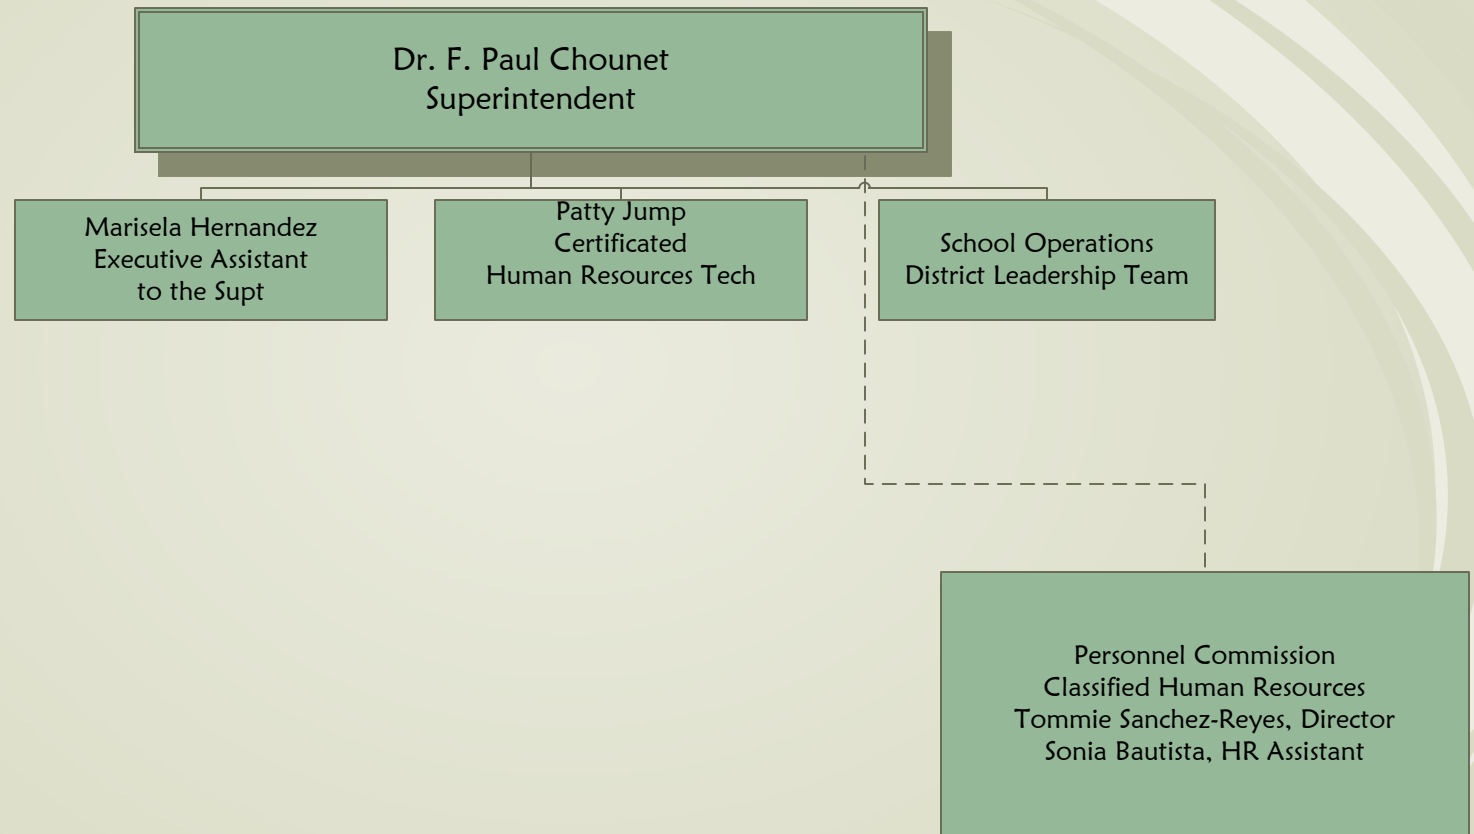 Dr. F. Paul Chounet
Superintendent
Marisela Hernandez
Executive Assistant
to the Supt
Patty Jump
Certificated
Human Resources Tech
School Operations
District Leadership Team
Personnel Commission
Classified Human Resources
Tommie Sanchez-Reyes, Director
Sonia Bautista, HR Assistant